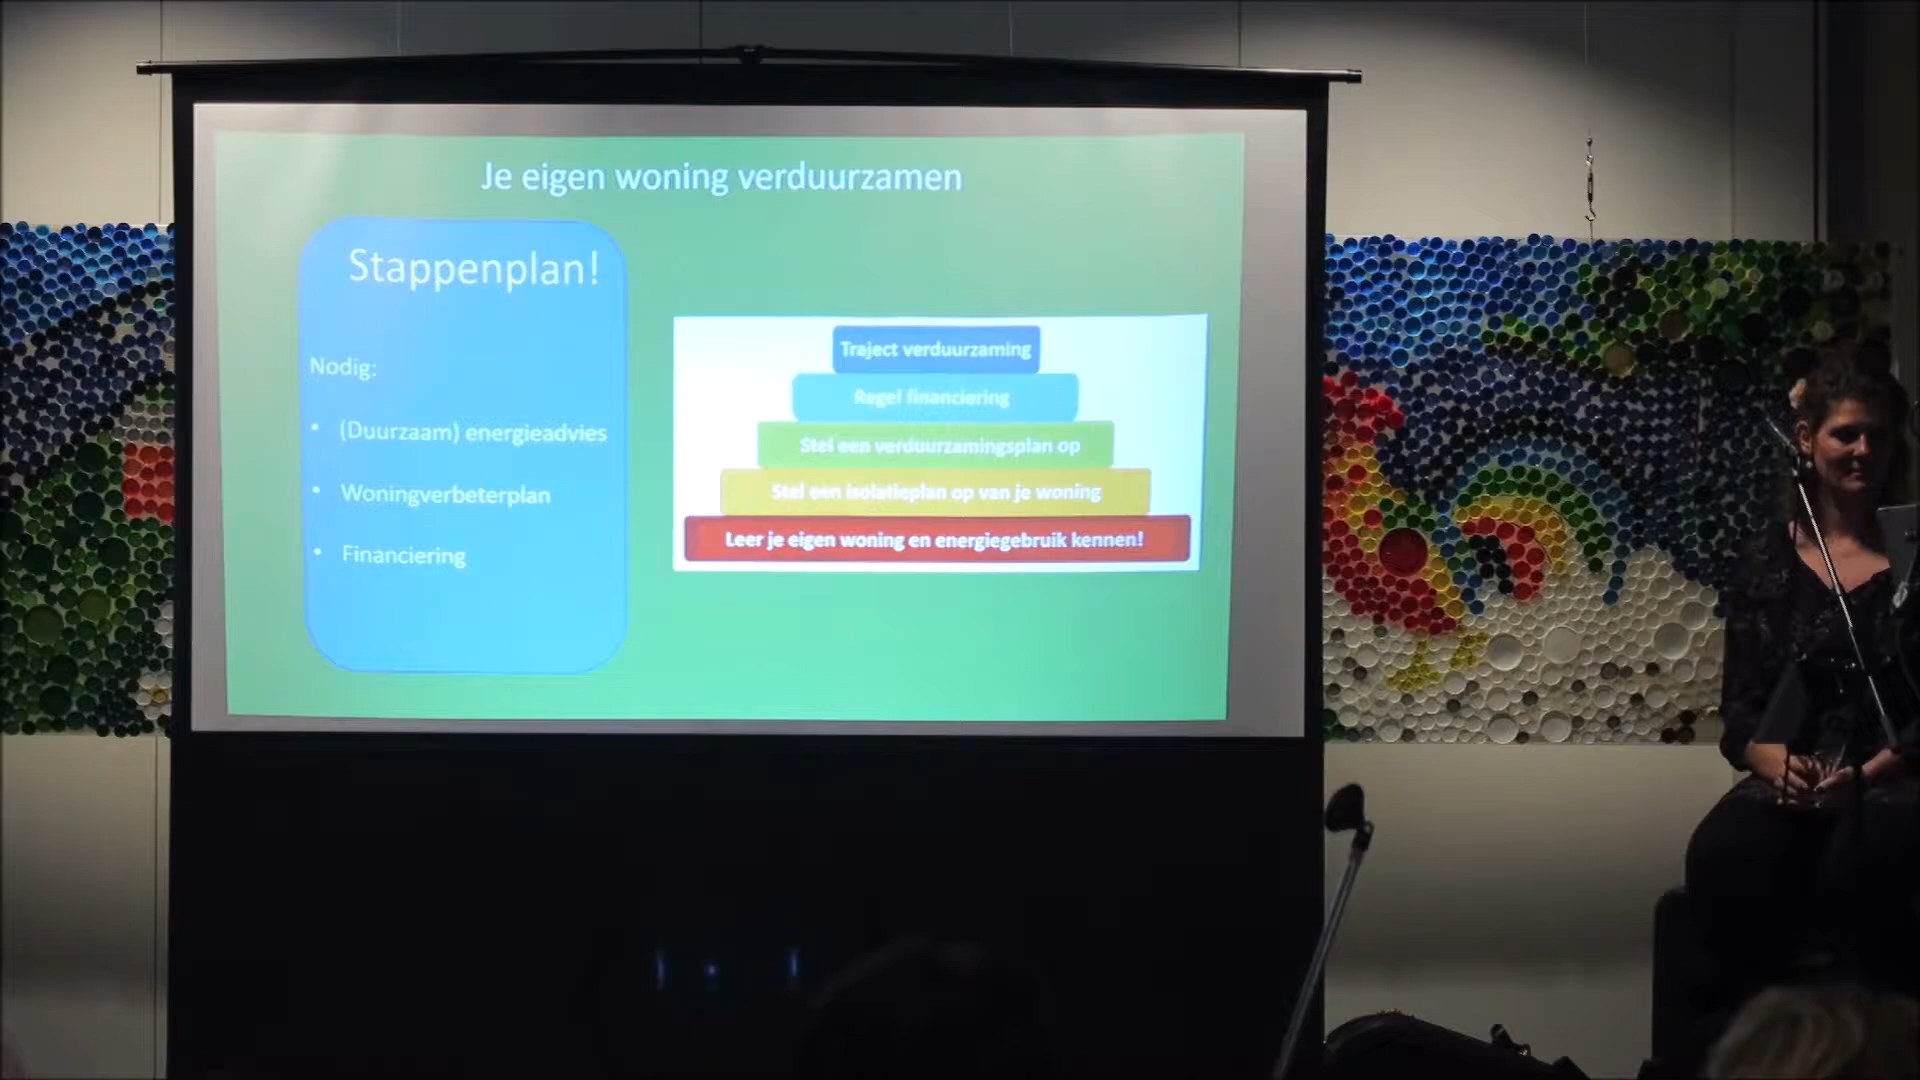 Je eigen woning verduurzamen
Stappenplan!
Nodig:
• (Duurzaam) energieadvies
• Woningverbeterplan
• Financiering
Traject verduurzaming
Regel financiering
Stel een verduurzamingsplan op
Stel een isolatieplan op van je woning
Leer je eigen woning en energiegebruik kennen!